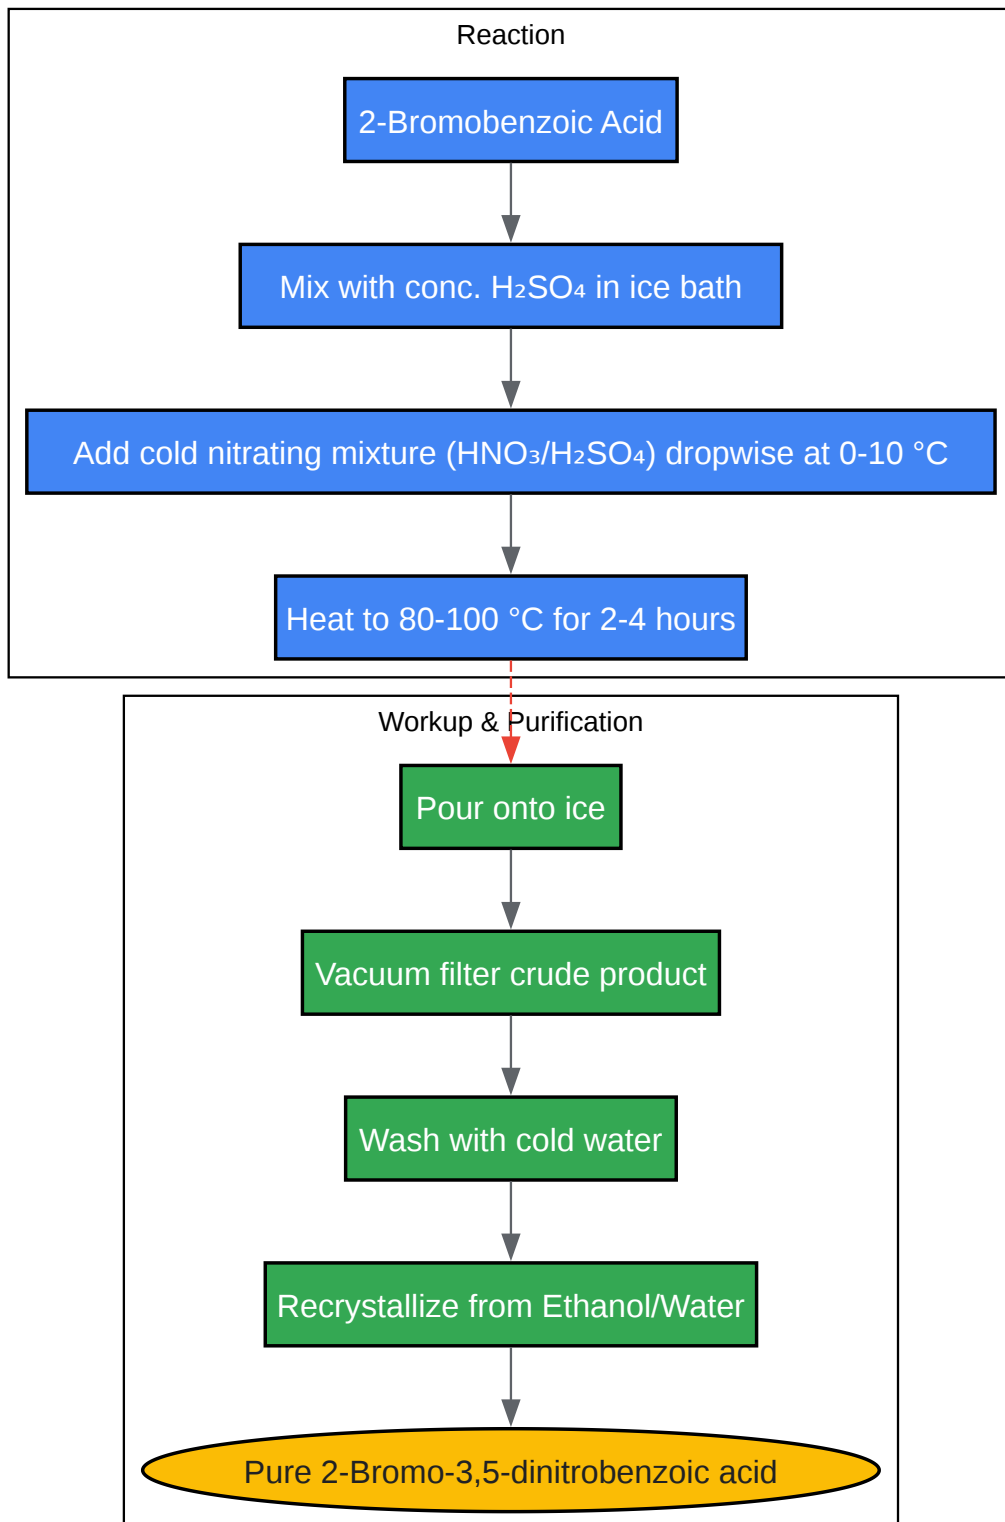 Reaction
2-Bromobenzoic Acid
Mix with conc. H₂SO₄ in ice bath
Add cold nitrating mixture (HNO₃/H₂SO₄) dropwise at 0-10 °C
Heat to 80-100 °C for 2-4 hours
Workup & Purification
Pour onto ice
Vacuum filter crude product
Wash with cold water
Recrystallize from Ethanol/Water
Pure 2-Bromo-3,5-dinitrobenzoic acid